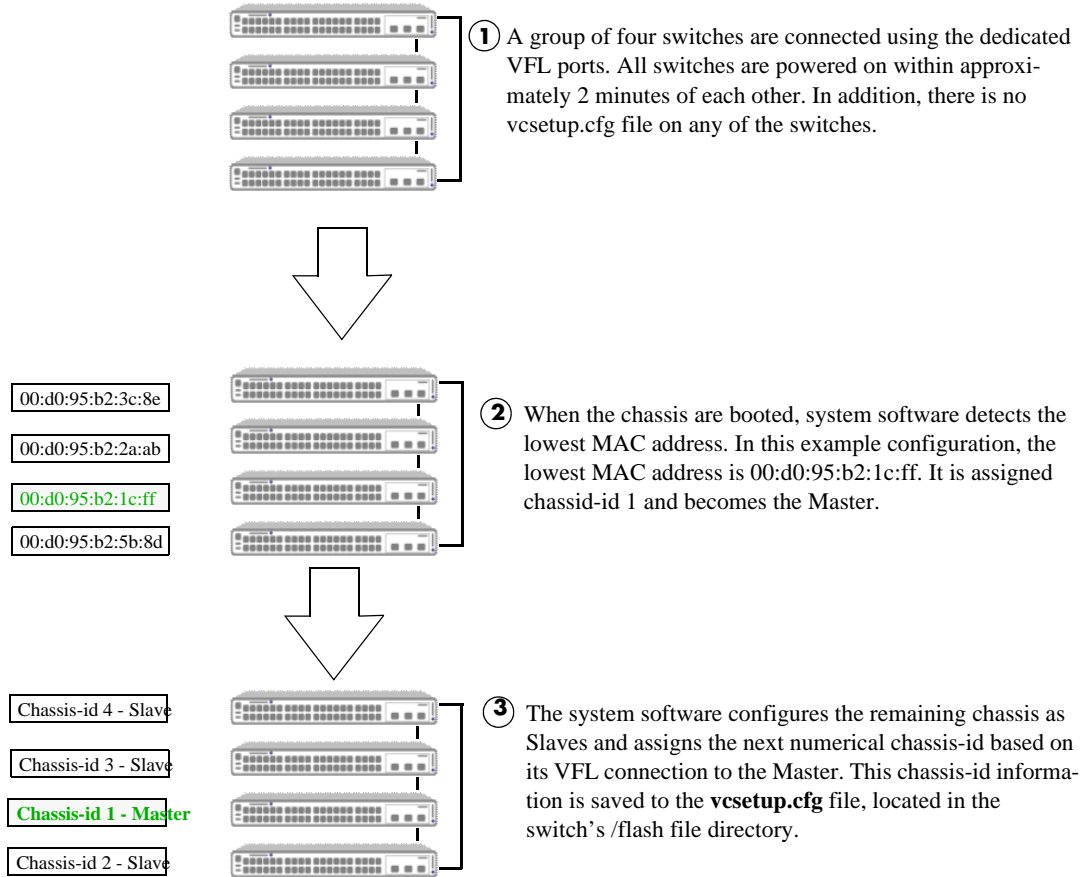 1 A group of four switches are connected using the dedicated
VFL ports. All switches are powered on within approxi-
mately 2 minutes of each other. In addition, there is no
vcsetup.cfg file on any of the switches.
00:d0:95:b2:3c:8e
00:d0:95:b2:2a:ab
00:d0:95:b2:1c:ff
00:d0:95:b2:5b:8d
2 When the chassis are booted, system software detects the
lowest MAC address. In this example configuration, the
lowest MAC address is 00:d0:95:b2:1c:ff. It is assigned
chassid-id 1 and becomes the Master.
Chassis-id 4 - Slave
Chassis-id 3 - Slave
Chassis-id 1 - Master
Chassis-id 2 - Slave
3 The system software configures the remaining chassis as
Slaves and assigns the next numerical chassis-id based on
its VFL connection to the Master. This chassis-id informa-
tion is saved to the vcsetup.cfg file, located in the
switch's /flash file directory.